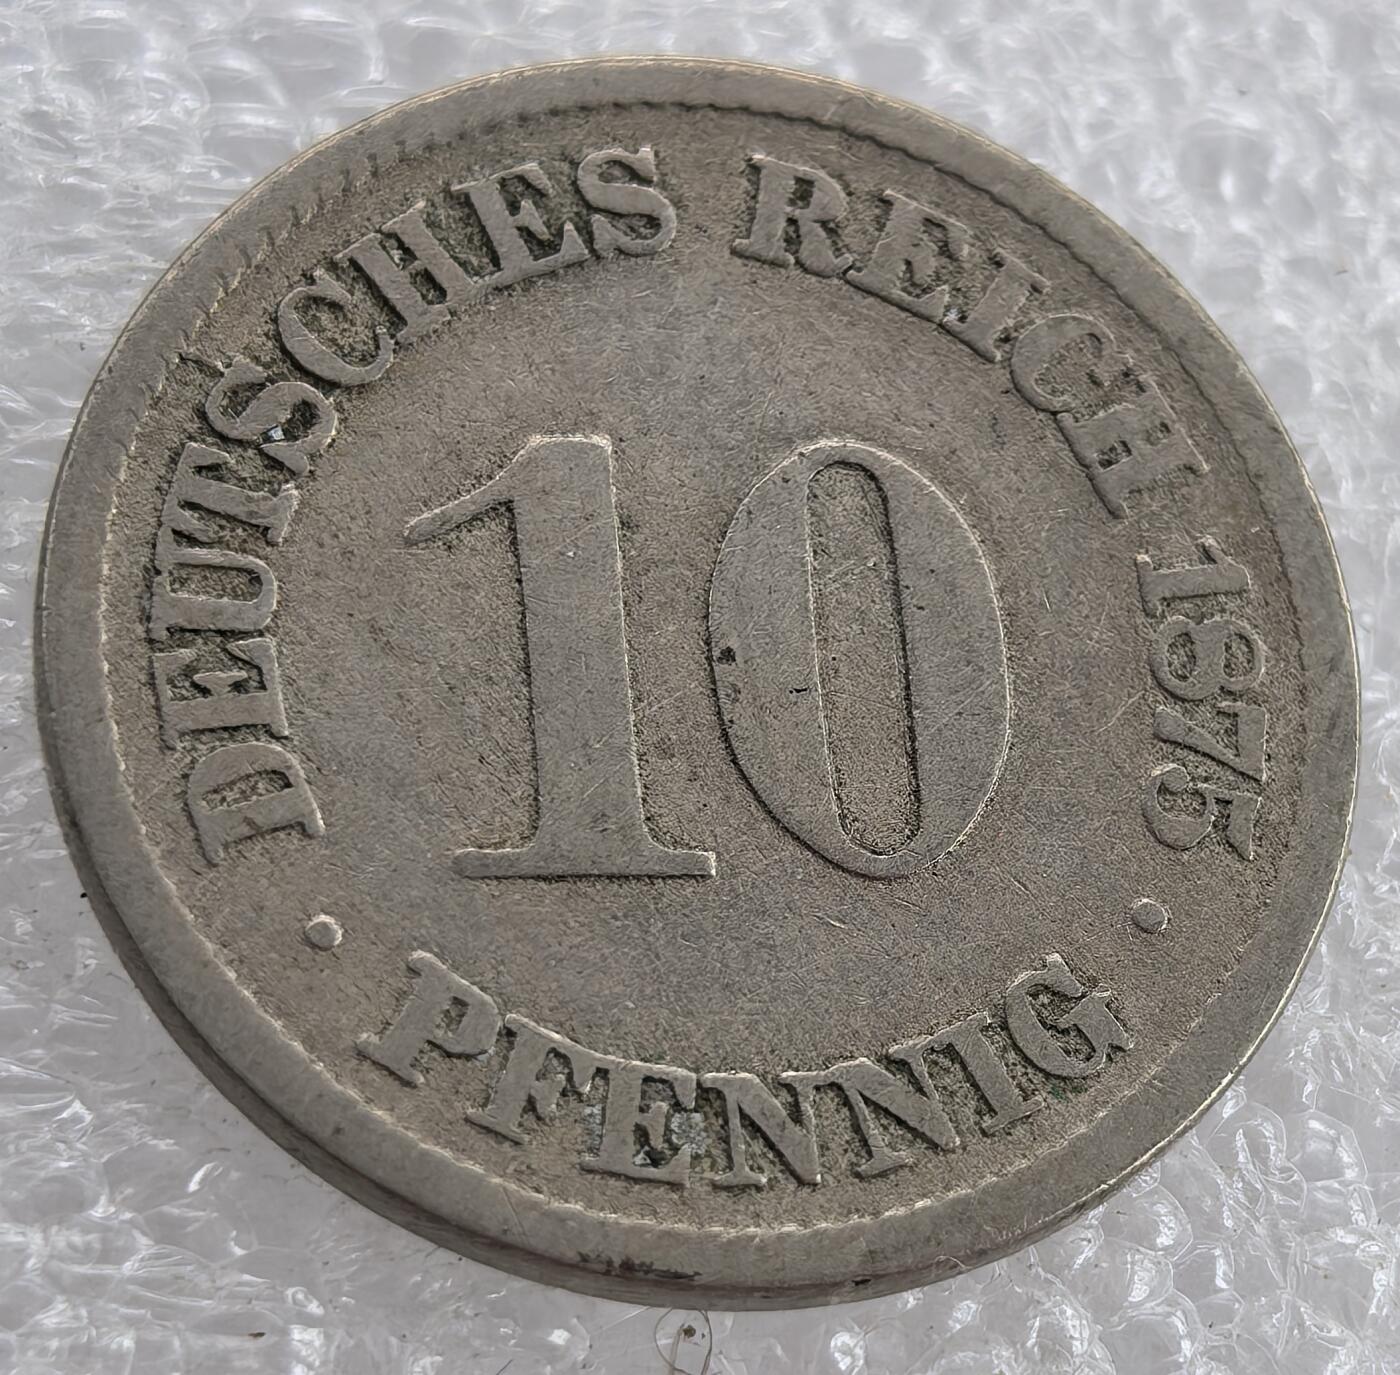 DEUTSCHES REICH 1875
10
· PFENNIG ·